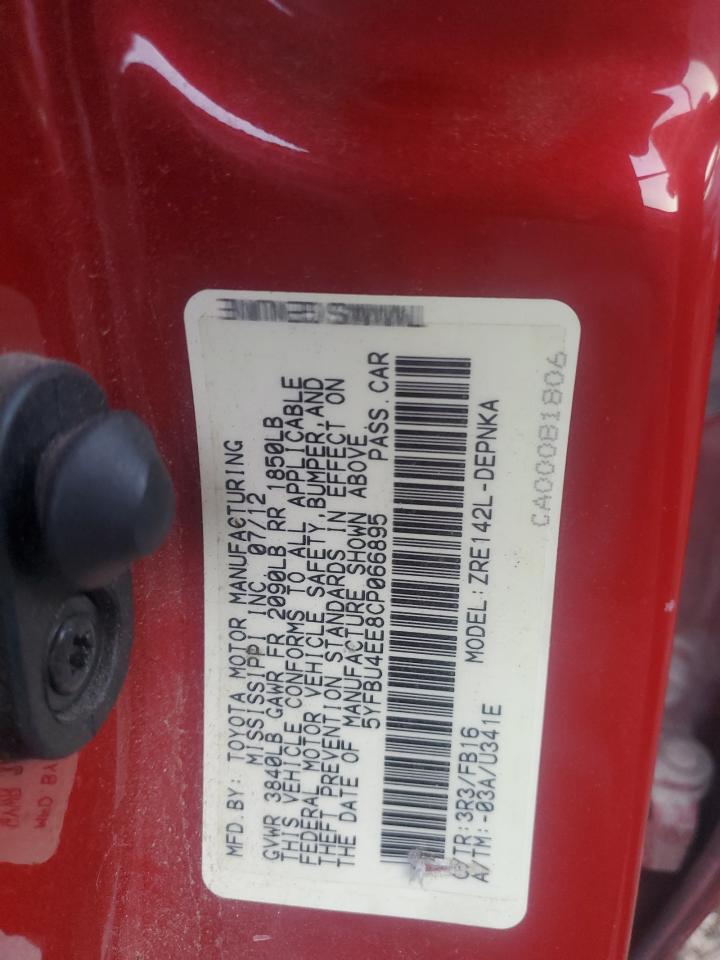 MFD.BY: TOYOTA MOTOR MANUFACTURING
MISSISSIPPI INC 07/12
GVWR 3840LB GAWR FR 2090LB RR 1850LB
THIS VEHICLE CONFORMS TO ALL APPLICABLE
FEDERAL MOTOR VEHICLE SAFETY,BUMPER,AND
THEFT PREVENTION STANDARDS IN EFFECT ON
THE DATE OF MANUFACTURE SHOWN ABOVE
5YFBU4EE8CP066895 PASS.CAR
C/TR:3R3/FB16 MODEL:ZRE142L-DEPNKA
A/TM:-03A/U341E
CA00081806